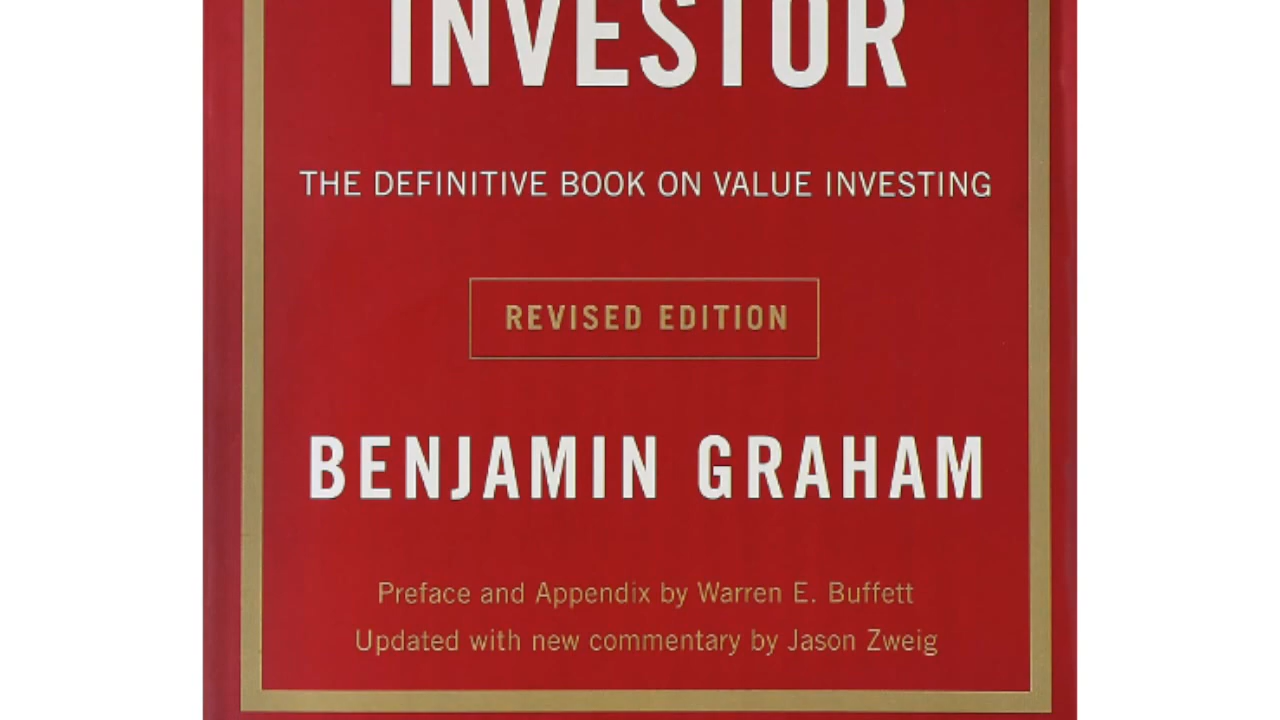 INVESTOR
THE DEFINITIVE BOOK ON VALUE INVESTING
REVISED EDITION
BENJAMIN GRAHAM
Preface and Appendix by Warren E. Buffett
Updated with new commentary by Jason Zweig